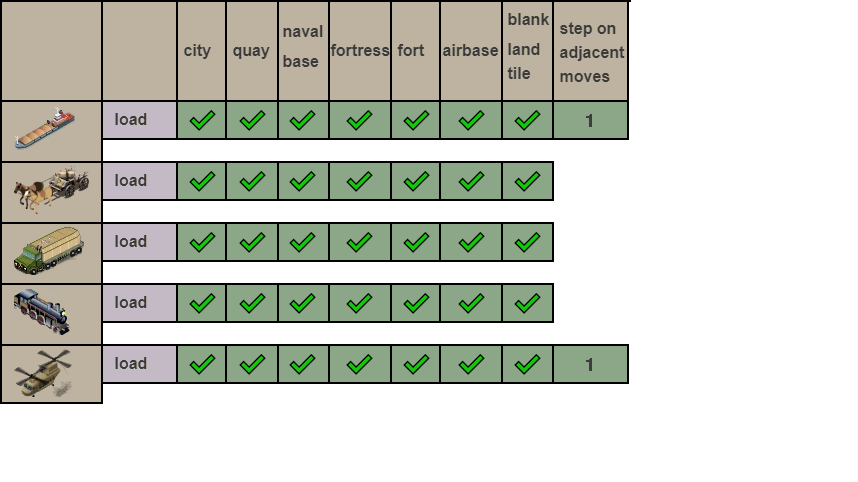 city quay naval base fortress fort airbase blank land tile step on adjacent moves
load 1
load
load
load
load 1